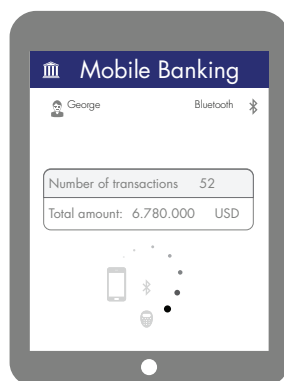 Mobile Banking
George Bluetooth
Number of transactions 52
Total amount: 6.780.000 USD